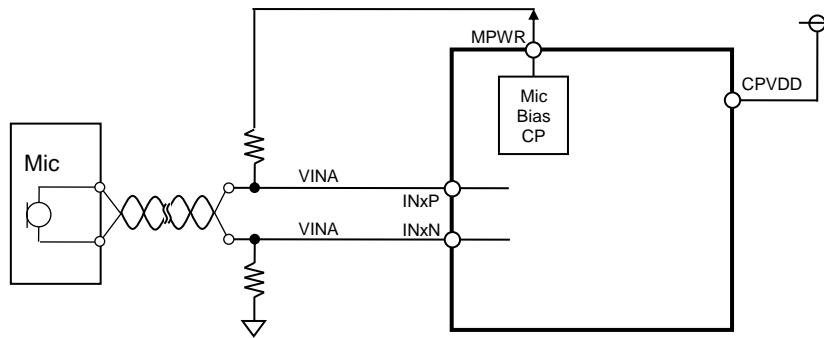 MPWR
CPVDD
Mic
Bias
CP
Mic
VINA
INxP
VINA
INxN